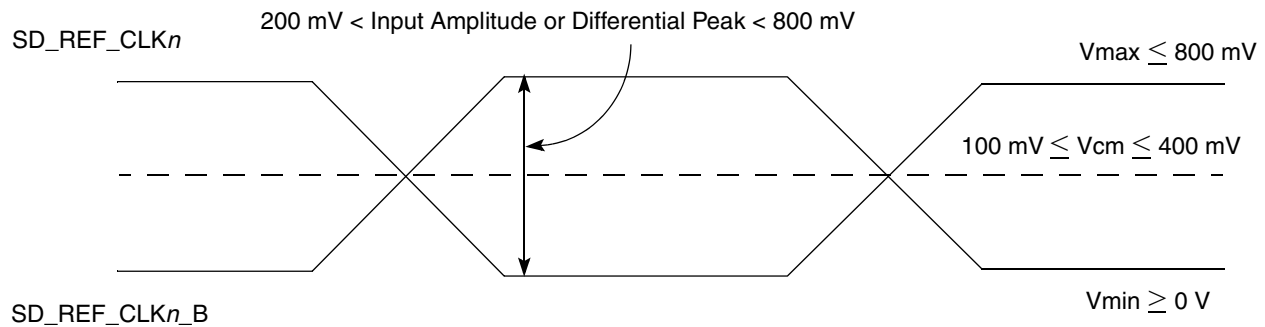 200 mV < Input Amplitude or Differential Peak < 800 mV
SD_REF_CLKn
Vmax ≤ 800 mV
100 mV ≤ Vcm ≤ 400 mV
Vmin ≥ 0 V
SD_REF_CLKn_B